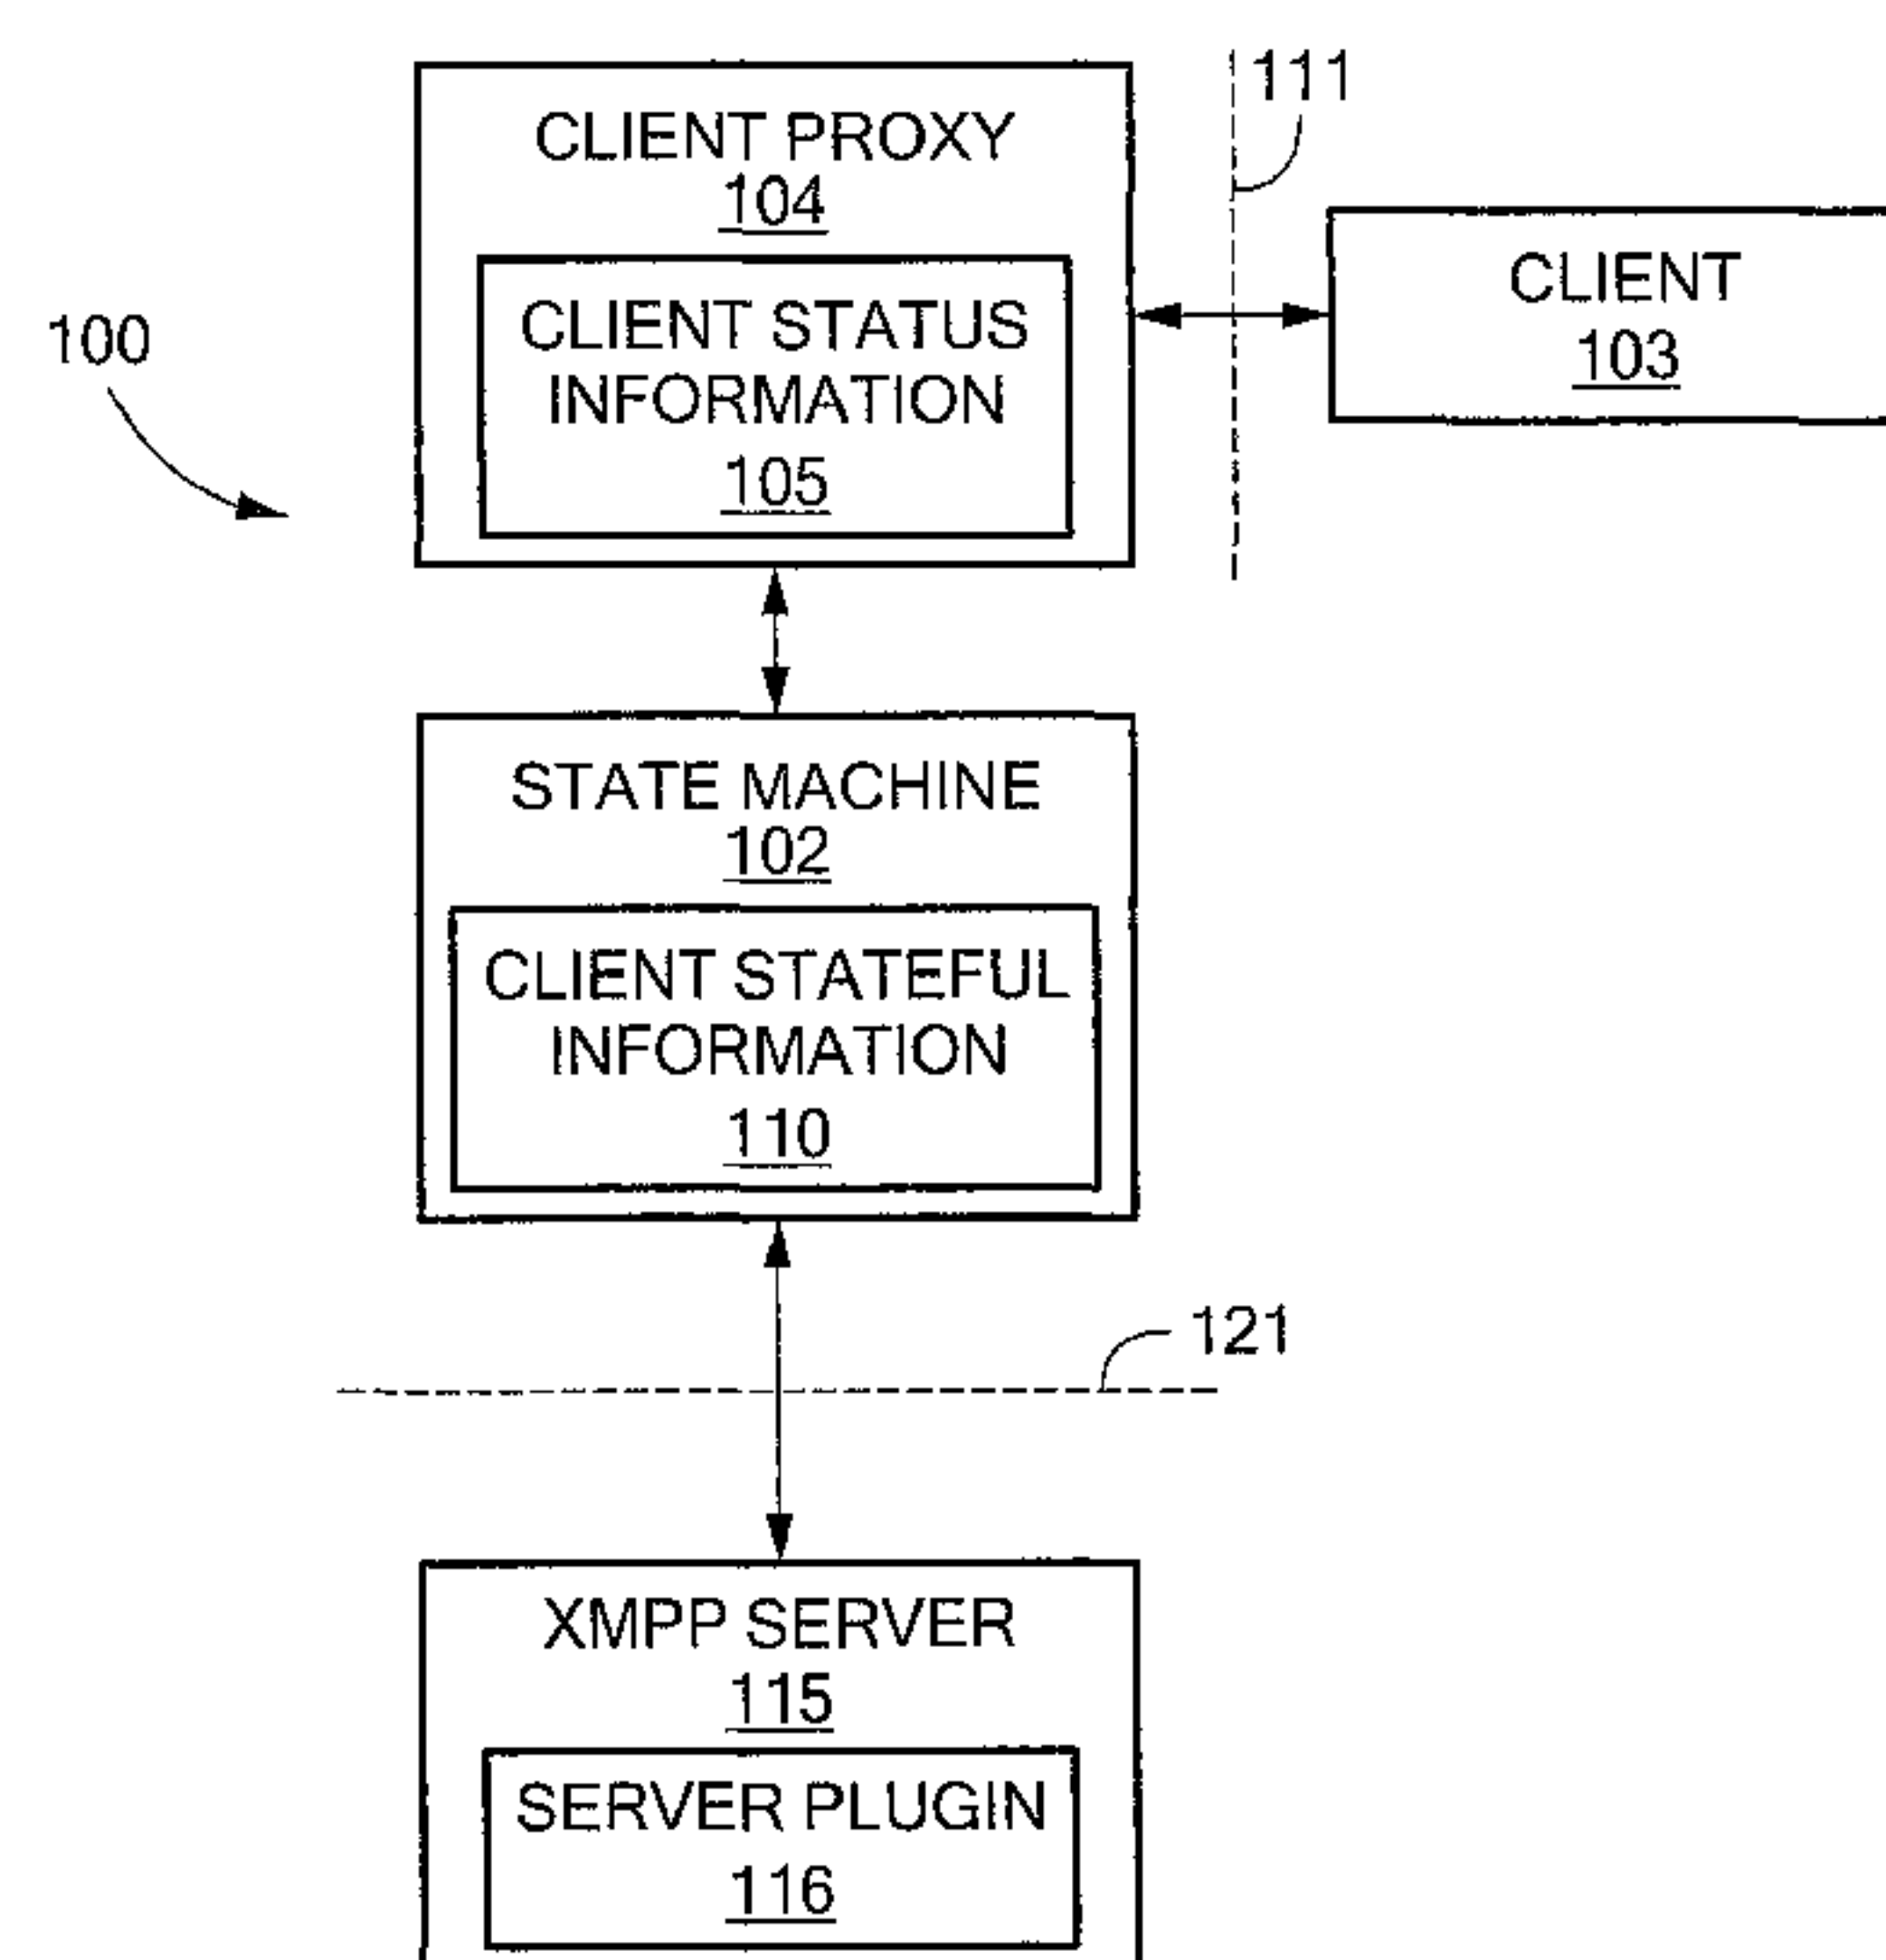 111
CLIENT PROXY
104
CLIENT
103
CLIENT STATUS
INFORMATION
105
100
STATE MACHINE
102
CLIENT STATEFUL
INFORMATION
110
121
XMPP SERVER
115
SERVER PLUGIN
116